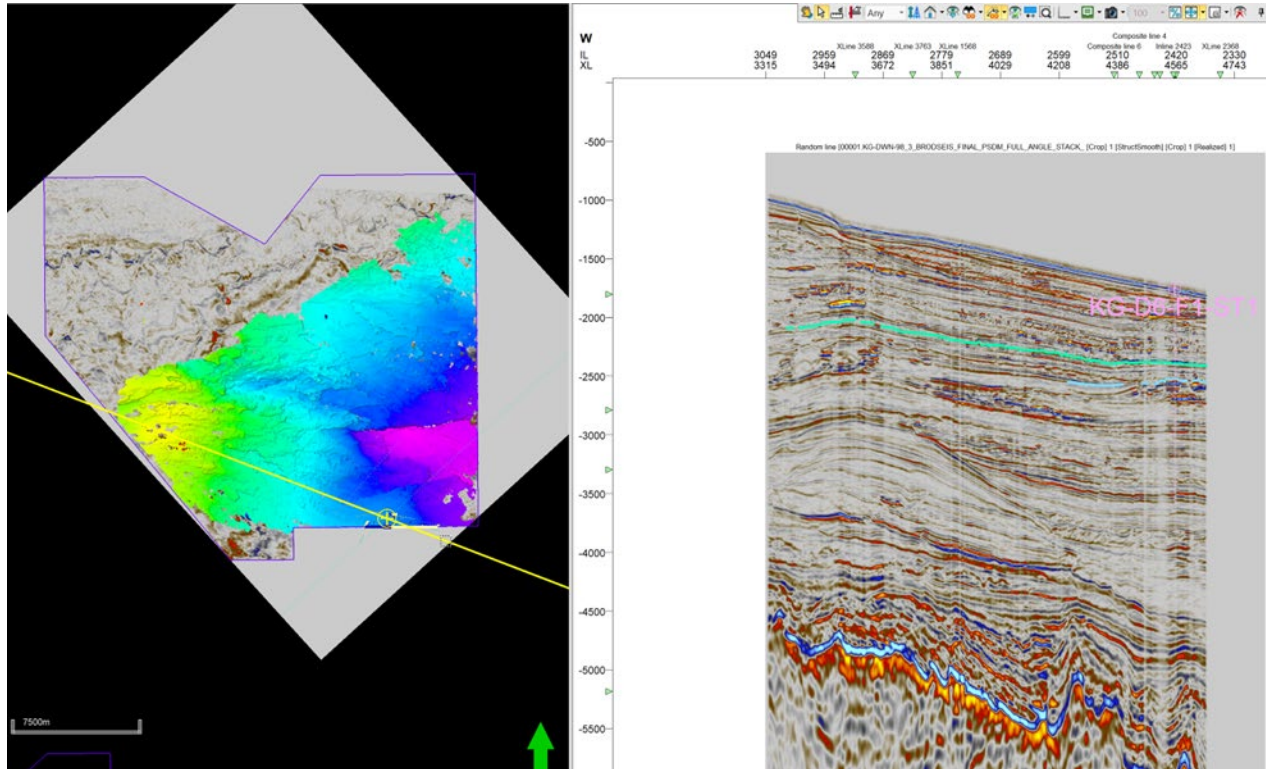 Any
100
W
Composite line 4
XLine 3588 XLine 3763 XLine 1568 Composite line 6 Inline 2423 XLine 2368
IL 3049 2959 2869 2779 2689 2599 2510 2420 2330
XL 3315 3494 3672 3851 4029 4208 4386 4565 4743
-500
Random line [00001.KG-DWN-98_3_BRODSEIS_FINAL_PSDM_FULL_ANGLE_STACK_ [Crop] 1 [StructSmooth] [Crop] 1 [Realized] 1]
-1000
-1500
KG-D6-F1-ST1
-2000
-2500
-3000
-3500
-4000
-4500
-5000
-5500
7500m